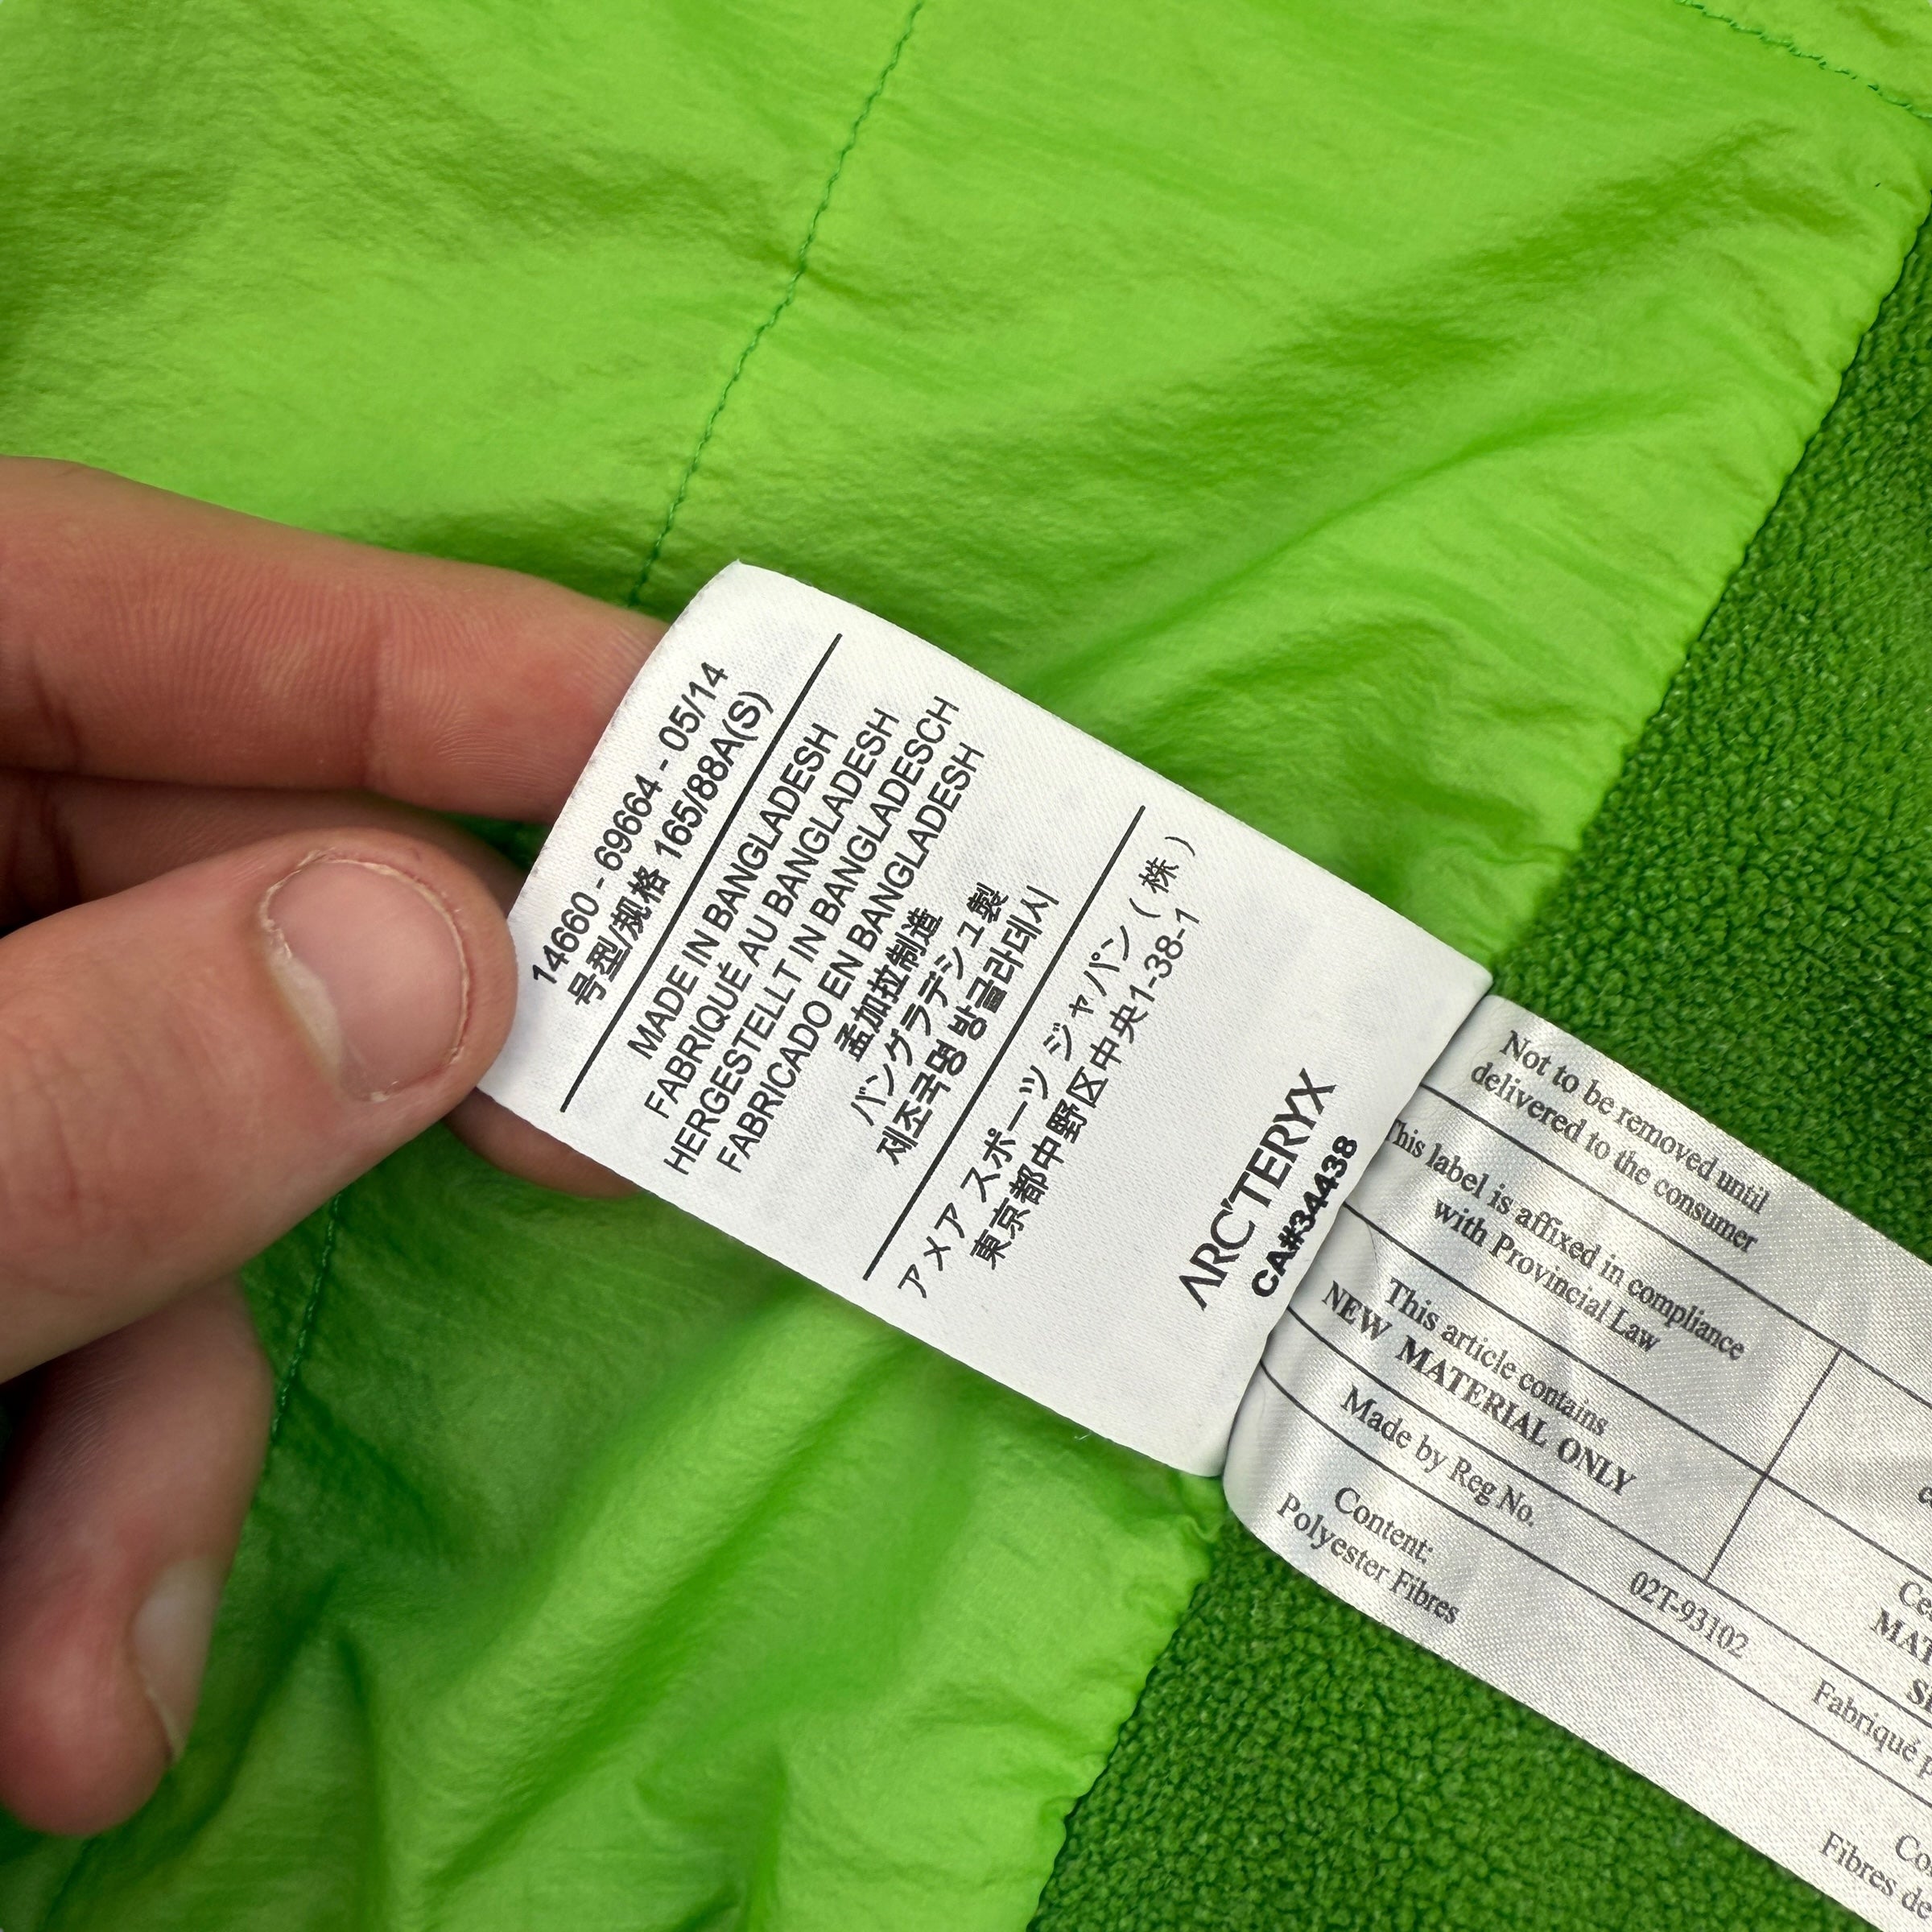 14660 - 69664 - 05/14
号型/规格 165/88A(S)
MADE IN BANGLADESH
FABRIQUÉ AU BANGLADESH
HERGESTELLT IN BANGLADESCH
FABRICADO EN BANGLADESH
孟加拉制造
バングラデシュ製
제조국명 방글라데시
アメア スポーツ ジャパン（株）
東京都中野区中央1-38-1
ARC'TERYX
CA#34438
Not to be removed until
delivered to the consumer
This label is affixed in compliance
with Provincial Law
This article contains
NEW MATERIAL ONLY
Made by Reg No.
02T-93102
Fabriqué
Content:
Polyester Fibres
Fibres de